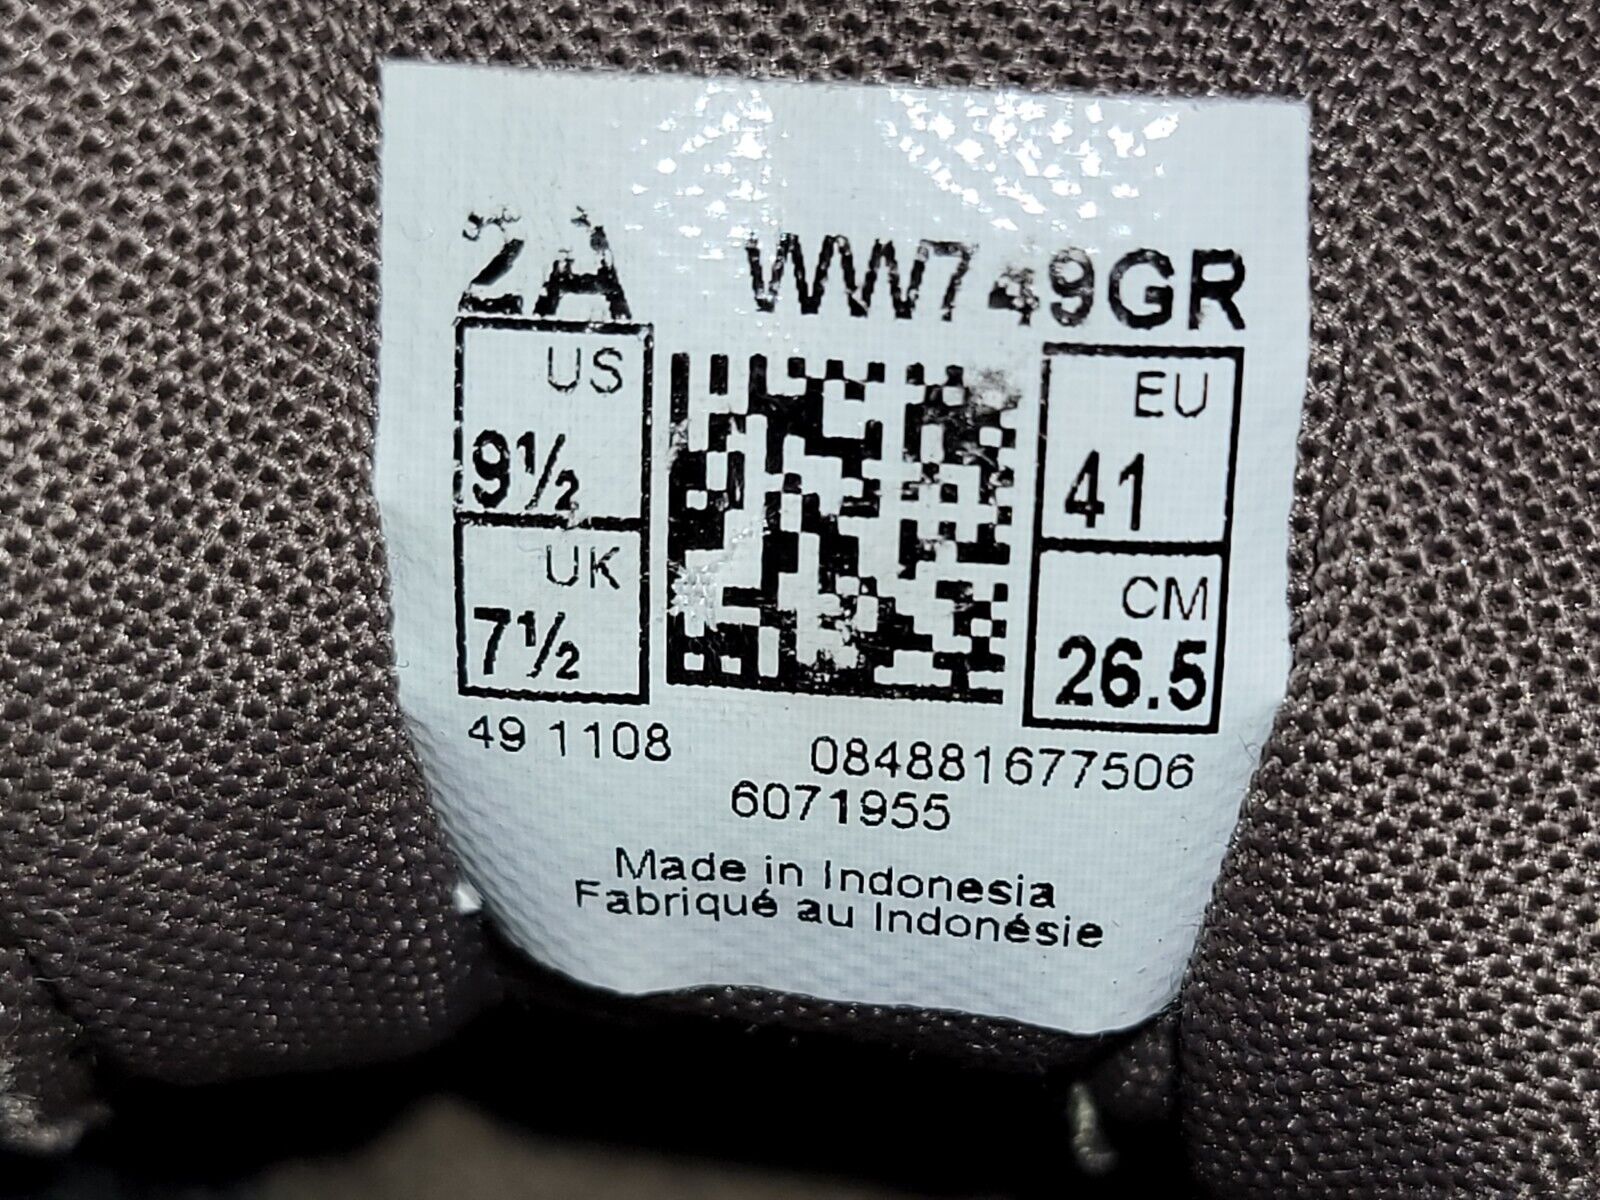 2A WW749GR
US
9½
UK
7½
EU
41
CM
26.5
49 1108 084881677506
6071955
Made in Indonesia
Fabriqué au Indonésie